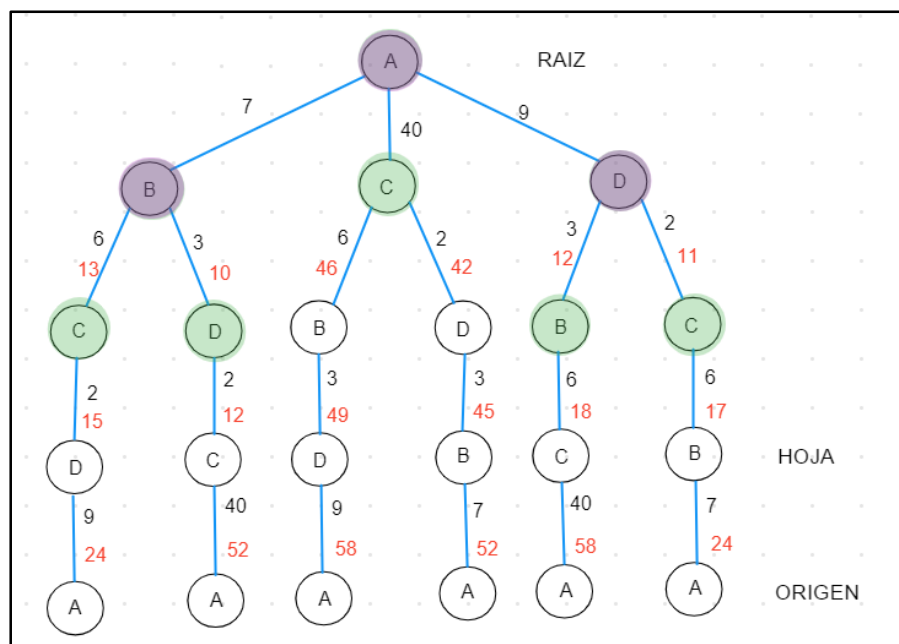 A RAIZ
7 40 9
B C D
6 3 6 2 3 2
13 10 46 42 12 11
C D B D B C
2 2 3 3 6 6
15 12 49 45 18 17
D C D B C B HOJA
9 40 9 7 40 7
24 52 58 52 58 24
A A A A A A ORIGEN